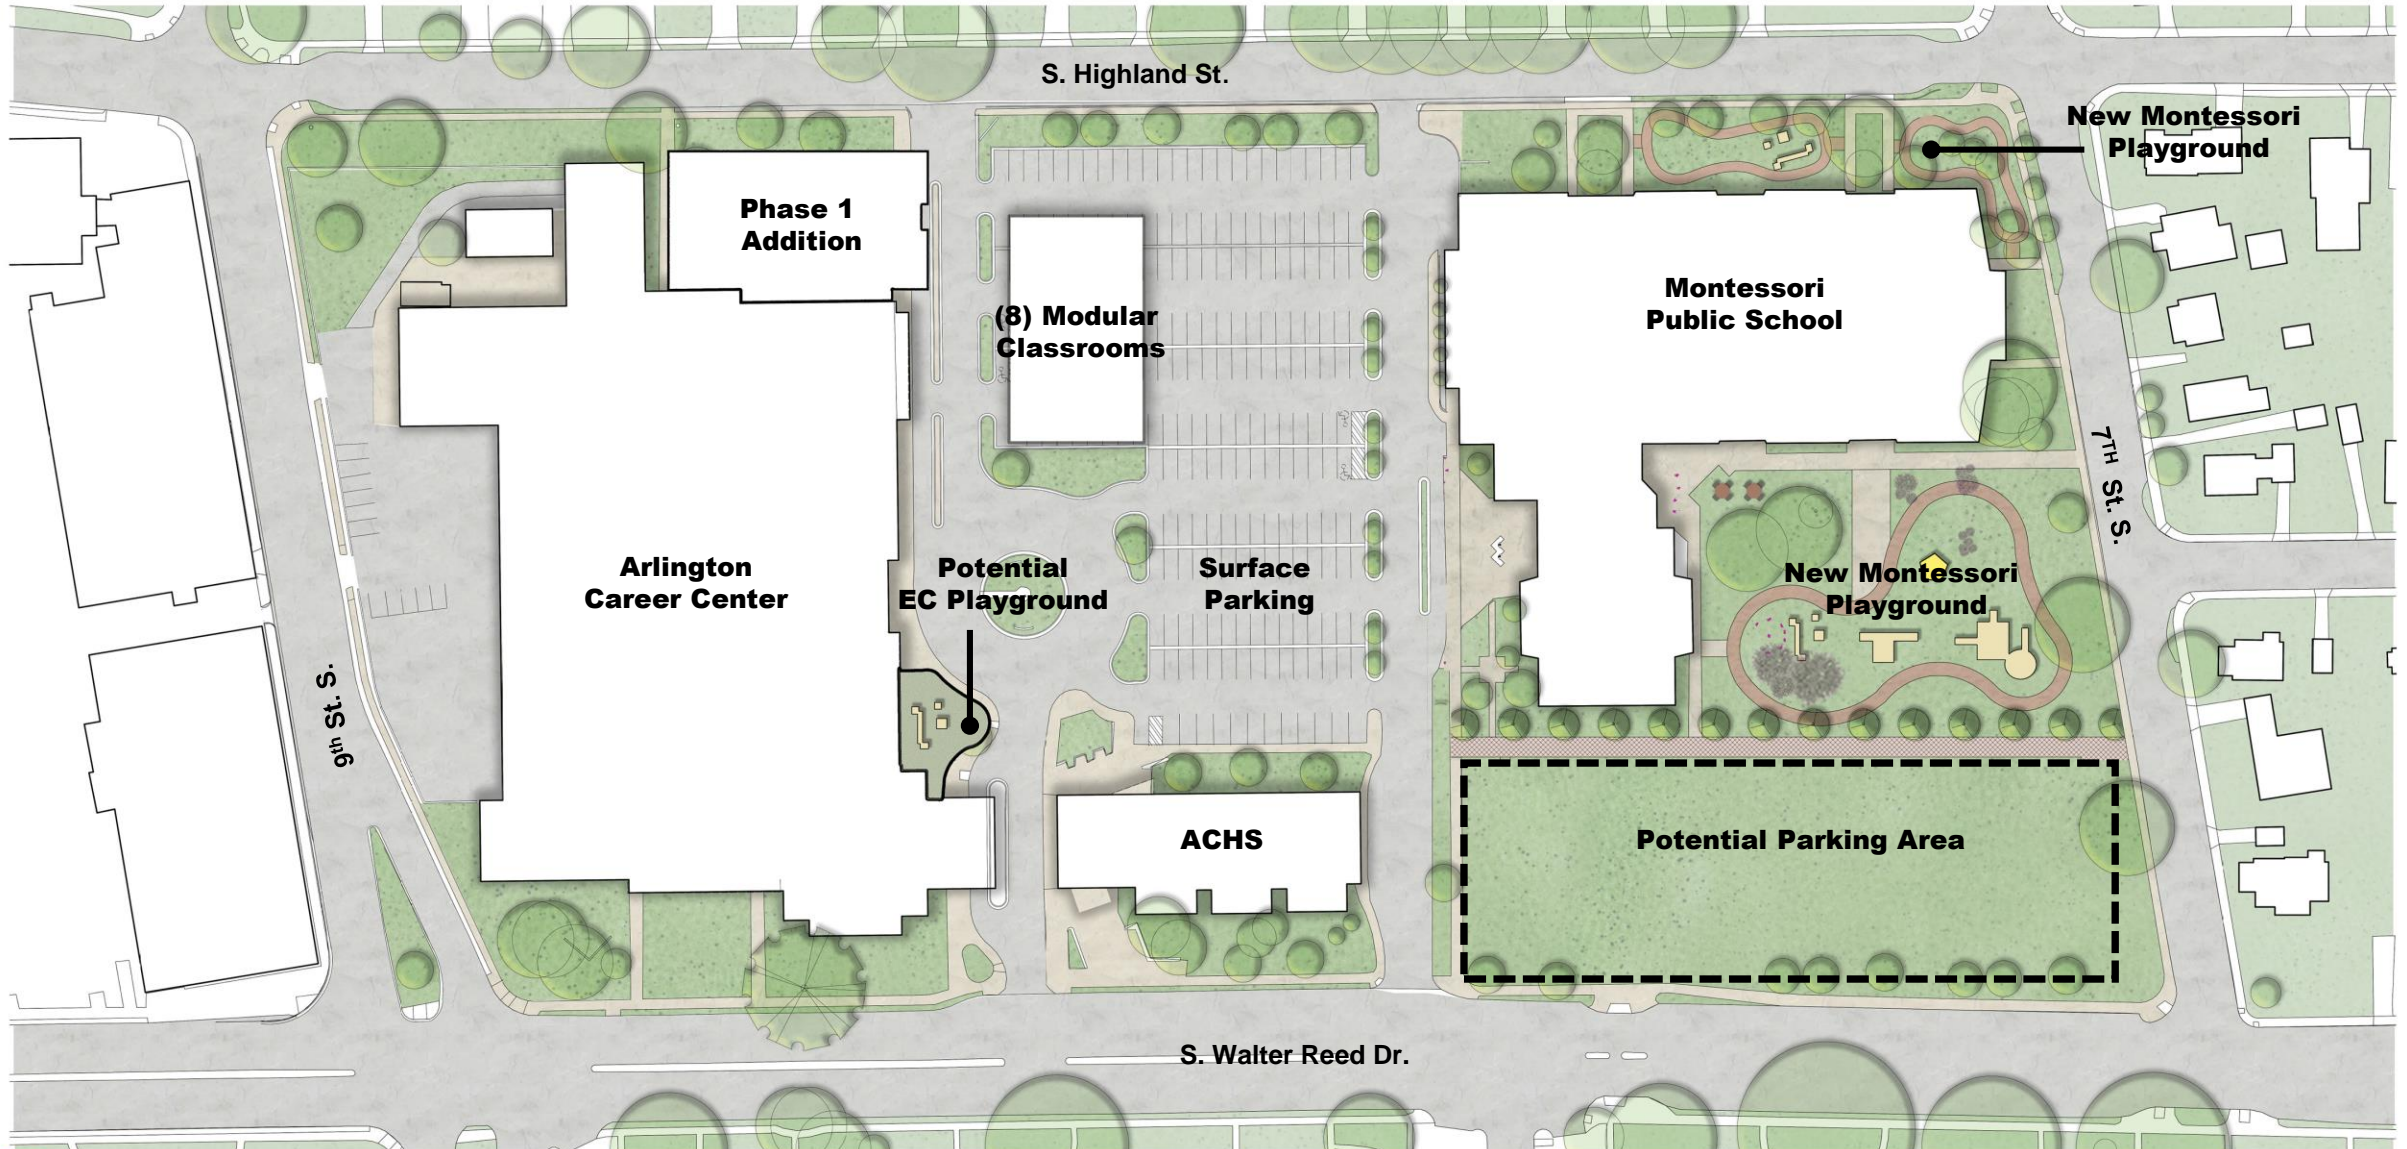 S. Highland St.
New Montessori
Playground
Phase 1
Addition
Montessori
Public School
(8) Modular
Classrooms
7TH St. S.
Arlington
Career Center
Potential
EC Playground
Surface
Parking
New Montessori
Playground
9th St. S.
ACHS
Potential Parking Area
S. Walter Reed Dr.